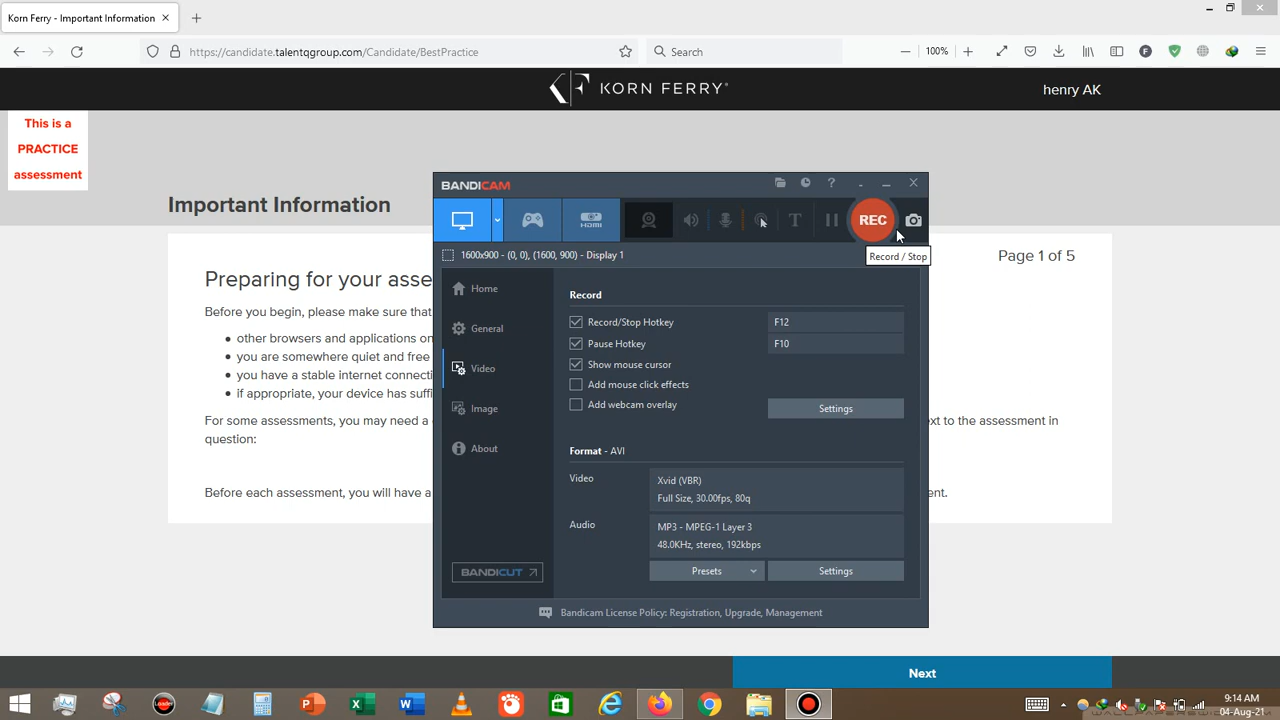 Korn Ferry - Important Information
https://candidate.talentqgroup.com/Candidate/BestPractice
Search
100%
KORN FERRY
henry AK
This is a
PRACTICE
assessment
Important Information
Page 1 of 5
Preparing for your asse
Before you begin, please make sure that
other browsers and applications on
you are somewhere quiet and free
you have a stable internet connecti
if appropriate, your device has suffi
For some assessments, you may need a
ext to the assessment in
question:
Before each assessment, you will have a
ent.
BANDICAM
HDMI
T
REC
Record / Stop
1600x900 - (0, 0), (1600, 900) - Display 1
Home
General
Video
Image
About
BANDICUT
Record
Record/Stop Hotkey
F12
Pause Hotkey
F10
Show mouse cursor
Add mouse click effects
Add webcam overlay
Settings
Format - AVI
Video
Xvid (VBR)
Full Size, 30.00fps, 80q
Audio
MP3 - MPEG-1 Layer 3
48.0KHz, stereo, 192kbps
Presets
Settings
Bandicam License Policy: Registration, Upgrade, Management
Next
9:14 AM
04-Aug-21